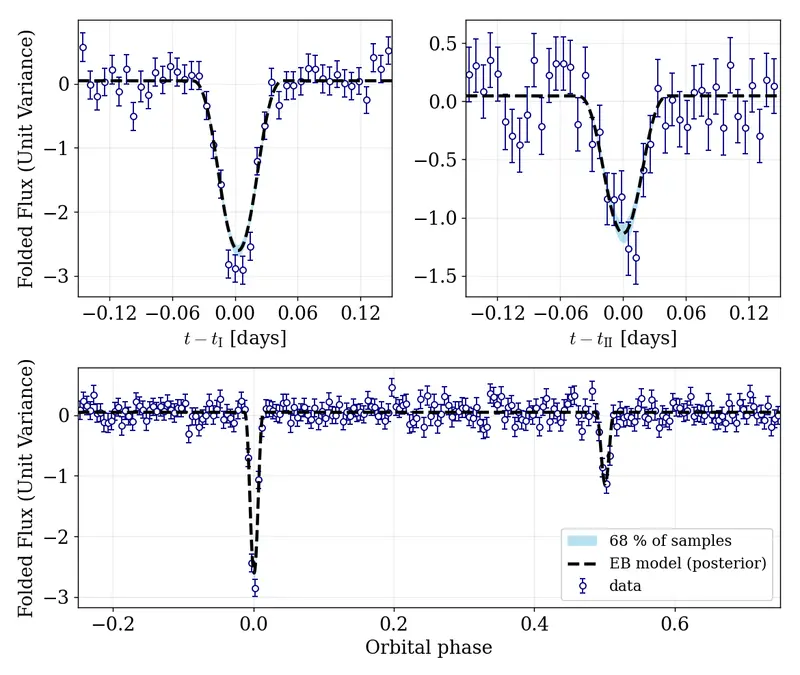 Folded Flux (Unit Variance)
0
−1
−2
−3
−0.12 −0.06 0.00 0.06 0.12
t − t_I [days]
0.5
0.0
−0.5
−1.0
−1.5
−0.12 −0.06 0.00 0.06 0.12
t − t_II [days]
Folded Flux (Unit Variance)
0
−1
−2
−3
−0.2 0.0 0.2 0.4 0.6
Orbital phase
68 % of samples
EB model (posterior)
data